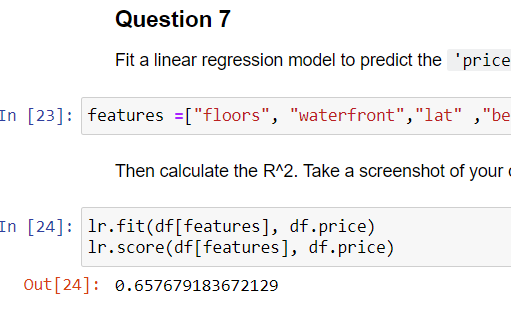 Question 7
Fit a linear regression model to predict the 'price
In [23]: features =["floors", "waterfront","lat" ,"be
Then calculate the R^2. Take a screenshot of your
In [24]: lr.fit(df[features], df.price)
lr.score(df[features], df.price)
Out[24]: 0.657679183672129